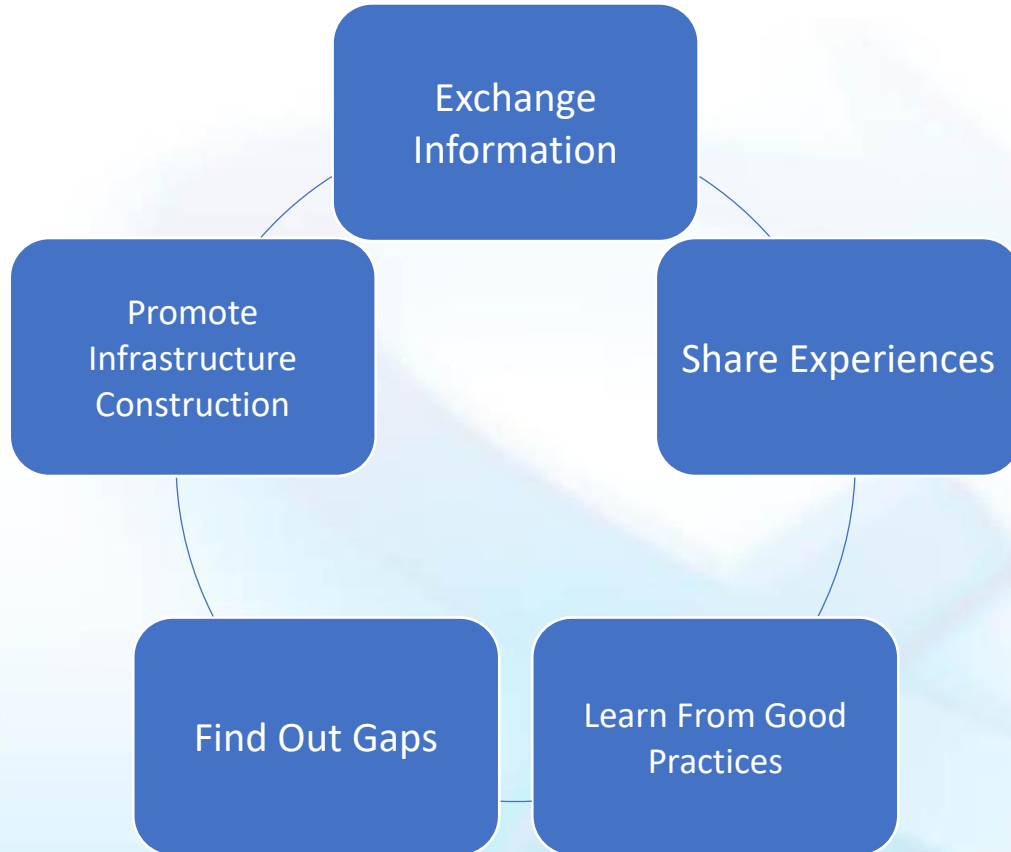 Exchange
Information
Share Experiences
Learn From Good
Practices
Find Out Gaps
Promote
Infrastructure
Construction